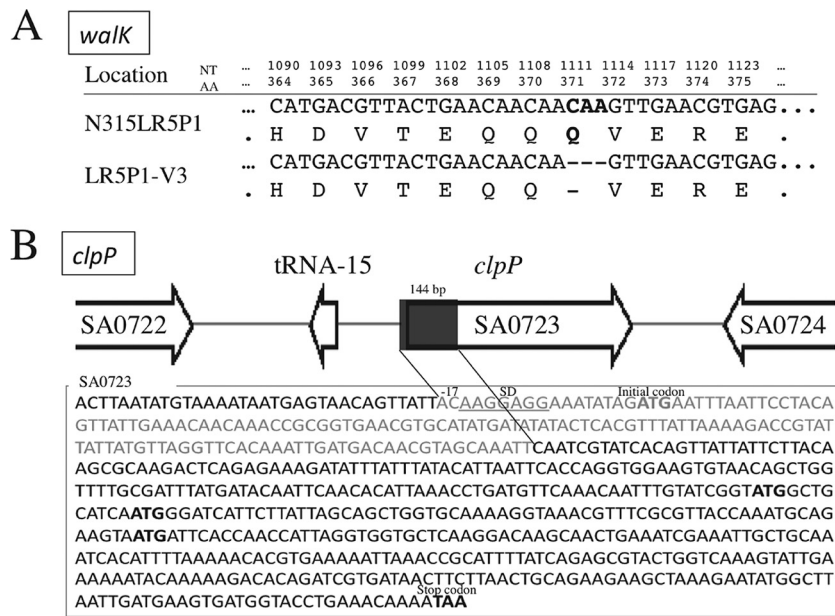 A walK
Location NT ... 1090 1093 1096 1099 1102 1105 1108 1111 1114 1117 1120 1123 ...
AA 364 365 366 367 368 369 370 371 372 373 374 375
N315LR5P1 ... CATGACGTTACTGAACAACAACAAGTTGAACGTGAG...
. H D V T E Q Q Q V E R E .
LR5P1-V3 ... CATGACGTTACTGAACAACAA---GTTGAACGTGAG...
. H D V T E Q Q - V E R E .
B clpP
tRNA-15 clpP
144 bp
SA0722 SA0723 SA0724
SA0723
-17 SD Initial codon
ACTTAATATGTAAAATAATGAGTAACAGTTATTACAAGGAGGAAATATAGATGAATTTAATTCCTACA
GTTATTGAAACAACAAACCGCGGTGAACGTGCATATGATATATACTCACGTTTATTAAAAGACCGTAT
TATTATGTTAGGTTCACAAATTGATGACAACGTAGCAAATTCAATCGTATCACAGTTATTATTCTTACA
AGCGCAAGACTCAGAGAAAGATATTTATTTATACATTAATTCACCAGGTGGAAGTGTAACAGCTGG
TTTTGCGATTTATGATACAATTCAACACATTAAACCTGATGTTCAAACAATTTGTATCGGTATGGCTG
CATCAATGGGATCATTCTTATTAGCAGCTGGTGCAAAAGGTAAACGTTTCGCGTTACCAAATGCAG
AAGTAATGATTCACCAACCATTAGGTGGTGCTCAAGGACAAGCAACTGAAATCGAAATTGCTGCAA
ATCACATTTTAAAAACACGTGAAAAATTAAACCGCATTTTATCAGAGCGTACTGGTCAAAGTATTGA
AAAAATACAAAAAGACACAGATCGTGATAACTTCTTAACTGCAGAAGAAGCTAAAGAATATGGCTT
Stop codon
AATTGATGAAGTGATGGTACCTGAAACAAAATAA